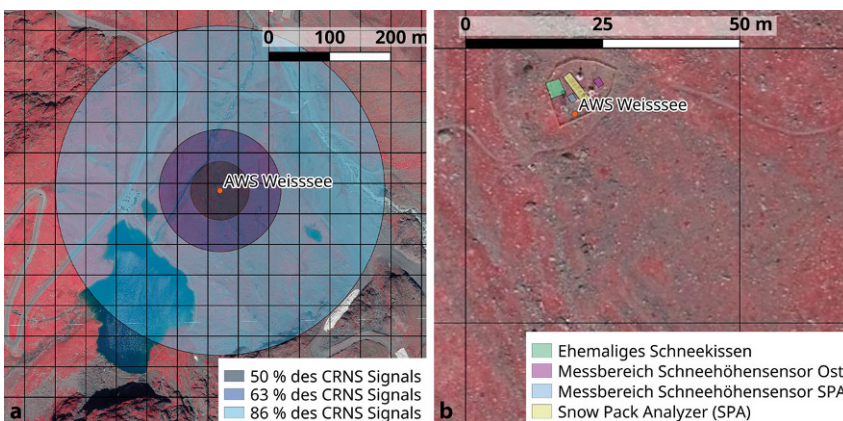 0 100 200 m
AWS Weisssee
50 % des CRNS Signals
63 % des CRNS Signals
86 % des CRNS Signals
a
0 25 50 m
AWS Weisssee
Ehemaliges Schneekissen
Messbereich Schneehöhensensor Ost
Messbereich Schneehöhensensor SPA
Snow Pack Analyzer (SPA)
b